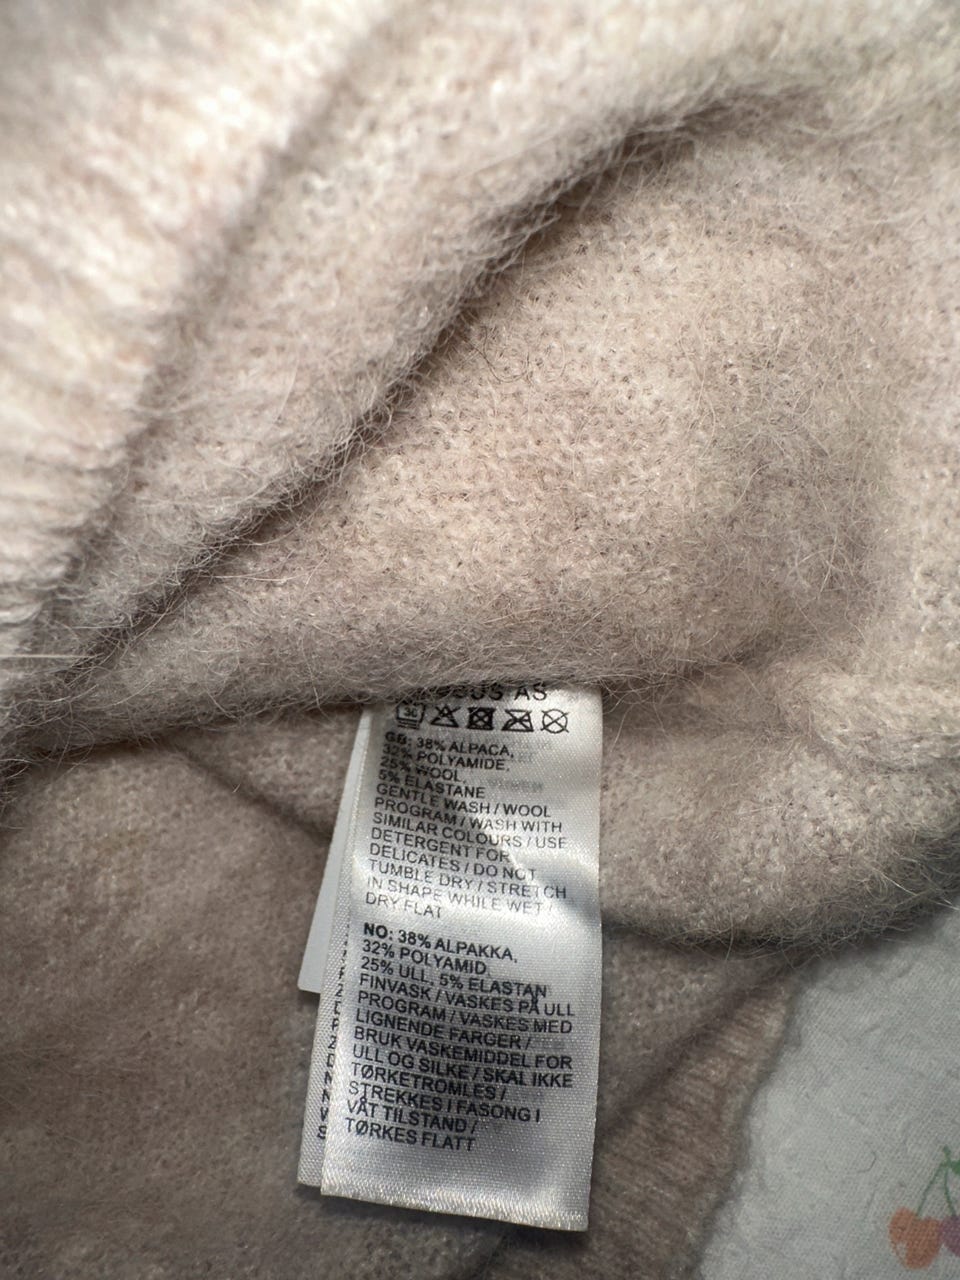 AS
30
GB: 38% ALPACA,
32% POLYAMIDE,
25% WOOL,
5% ELASTANE
GENTLE WASH / WOOL
PROGRAM / WASH WITH
SIMILAR COLOURS / USE
DETERGENT FOR
DELICATES / DO NOT
TUMBLE DRY / STRETCH
IN SHAPE WHILE WET /
DRY FLAT
NO: 38% ALPAKKA,
32% POLYAMID,
25% ULL, 5% ELASTAN
FINVASK / VASKES PÅ ULL
PROGRAM / VASKES MED
LIGNENDE FARGER /
BRUK VASKEMIDDEL FOR
ULL OG SILKE / SKAL IKKE
TØRKETROMLES /
STREKKES I FASONG I
VÅT TILSTAND /
TØRKES FLATT